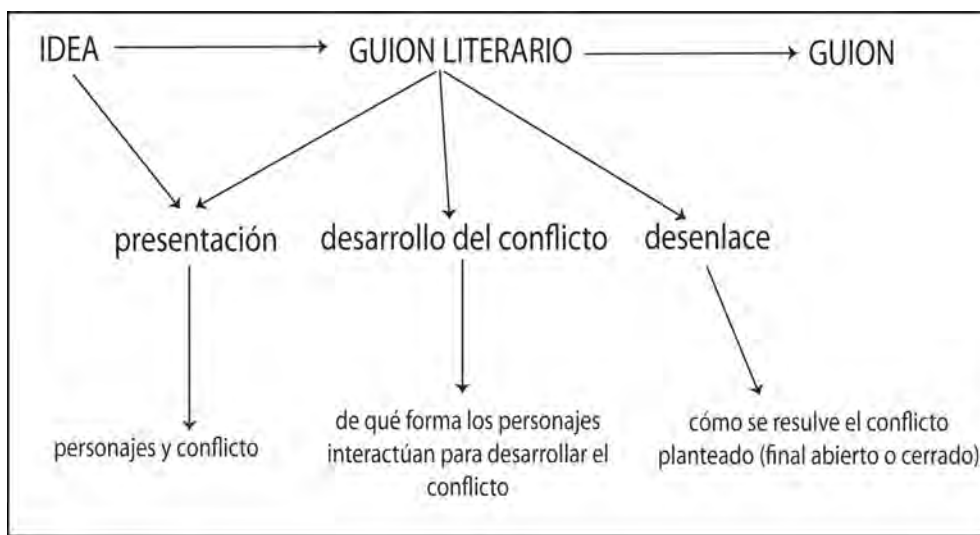 IDEA GUION LITERARIO GUION
presentación desarrollo del conflicto desenlace
personajes y conflicto
de qué forma los personajes
interactúan para desarrollar el
conflicto
cómo se resulve el conflicto
planteado (final abierto o cerrado)